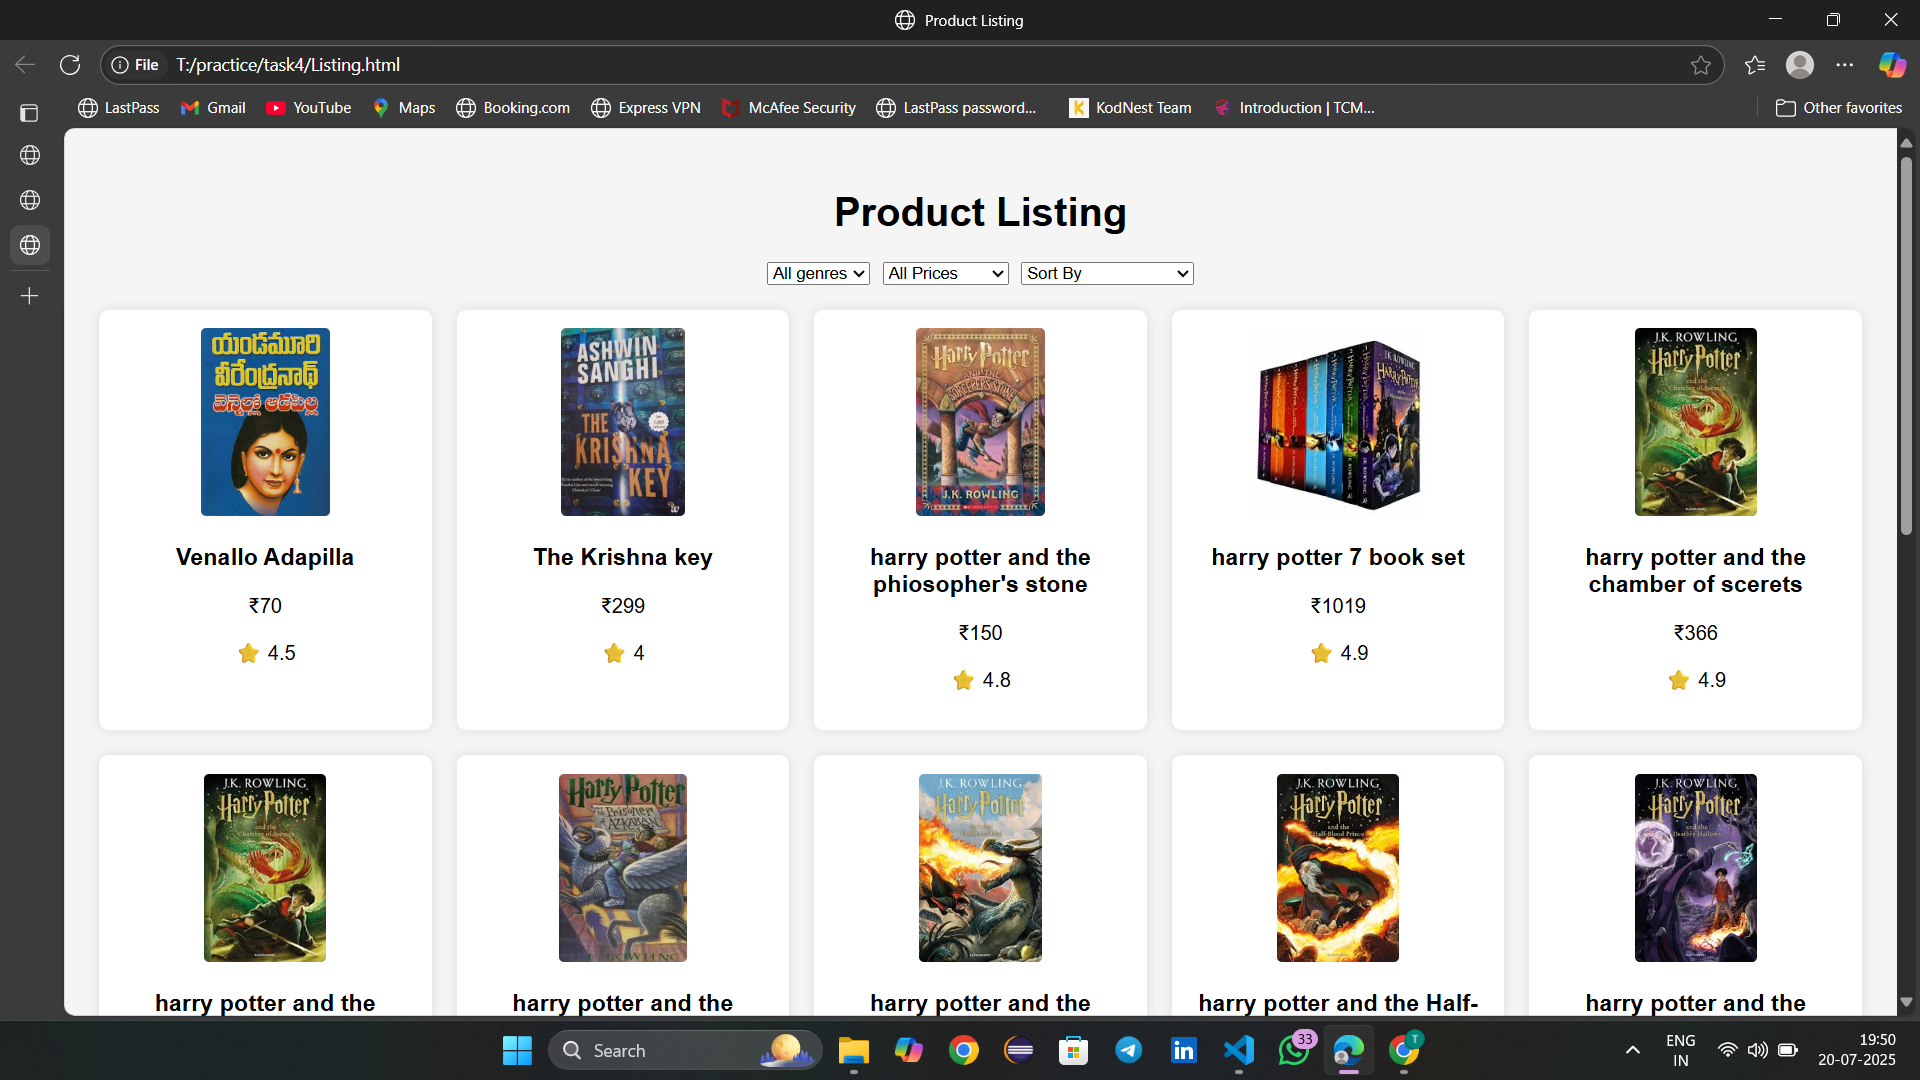 Product Listing
File T:/practice/task4/Listing.html
LastPass Gmail YouTube Maps Booking.com Express VPN McAfee Security LastPass password... KodNest Team Introduction | TCM... Other favorites
Product Listing
All genres All Prices Sort By
యండమూరి
వీరేంద్రనాథ్
వెన్నెల్లో ఆడపిల్ల
Venallo Adapilla
₹70
4.5
ASHWIN
SANGHI
THE
KRISHNA
KEY
The Krishna key
₹299
4
Harry Potter
AND THE
SORCERER'S STONE
J.K. ROWLING
harry potter and the
phiosopher's stone
₹150
4.8
J.K. ROWLING
HARRY POTTER
harry potter 7 book set
₹1019
4.9
J.K. ROWLING
Harry Potter
and the
Chamber of Secrets
harry potter and the
chamber of scerets
₹366
4.9
J.K. ROWLING
Harry Potter
and the
Chamber of Secrets
harry potter and the
Harry Potter
and the
Prisoner
of
AZKABAN
J.K. ROWLING
harry potter and the
J.K. ROWLING
Harry Potter
harry potter and the
J.K. ROWLING
Harry Potter
and the
Half-Blood Prince
harry potter and the Half-
J.K. ROWLING
Harry Potter
and the
Deathly Hallows
harry potter and the
Search
33
T
ENG
IN
19:50
20-07-2025